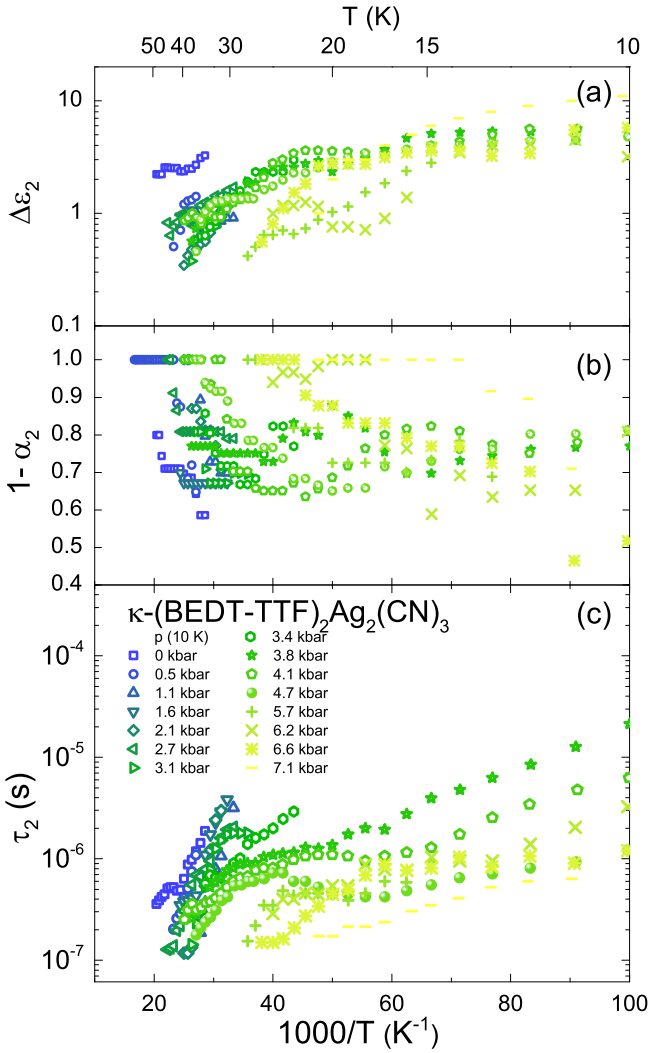 T (K)
50 40 30 20 15 10
(a)
10
1
0.1
Δε₂
(b)
1.0
0.9
0.8
0.7
0.6
0.5
0.4
1- α₂
κ-(BEDT-TTF)₂Ag₂(CN)₃
(c)
p (10 K)
0 kbar
0.5 kbar
1.1 kbar
1.6 kbar
2.1 kbar
2.7 kbar
3.1 kbar
3.4 kbar
3.8 kbar
4.1 kbar
4.7 kbar
5.7 kbar
6.2 kbar
6.6 kbar
7.1 kbar
10⁻⁴
10⁻⁵
10⁻⁶
10⁻⁷
τ₂ (s)
20 40 60 80 100
1000/T (K⁻¹)